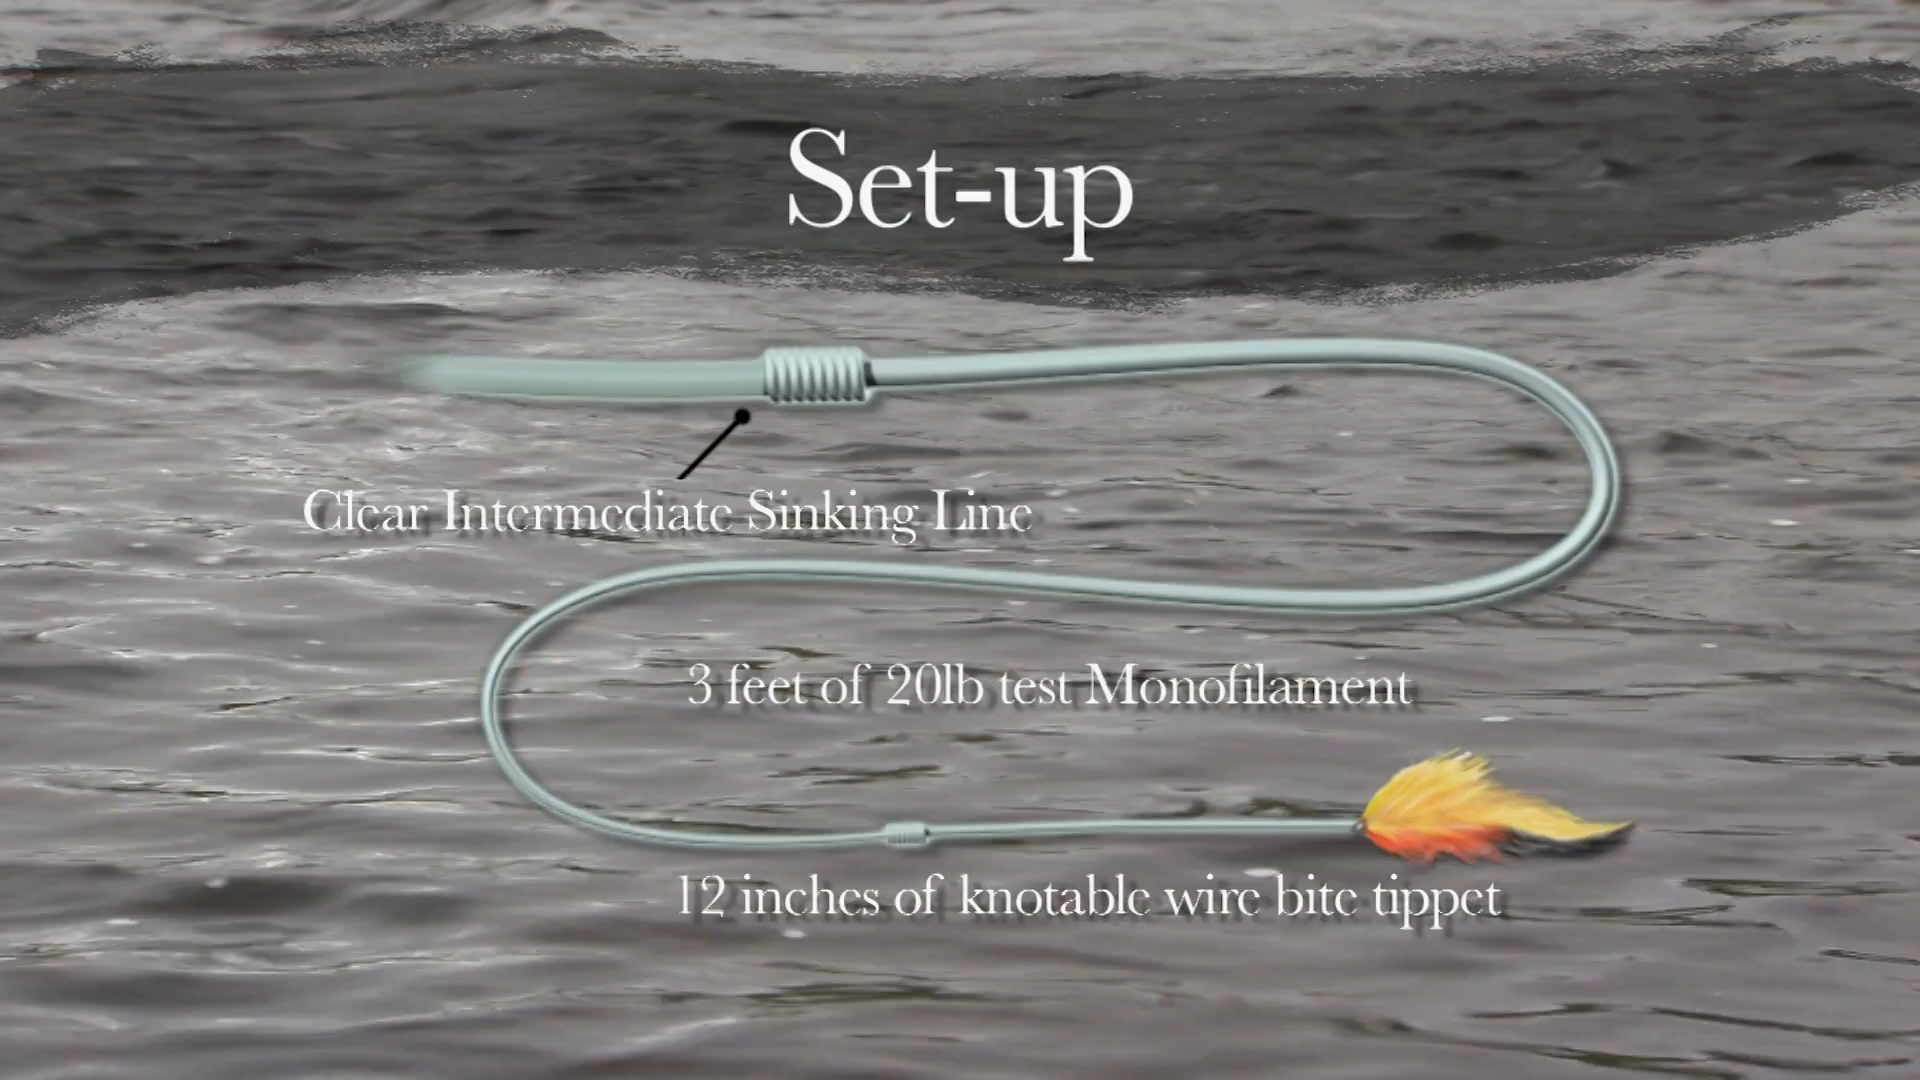 Set-up
Clear Intermediate Sinking Line
3 feet of 20lb test Monofilament
12 inches of knotable wire bite tippet